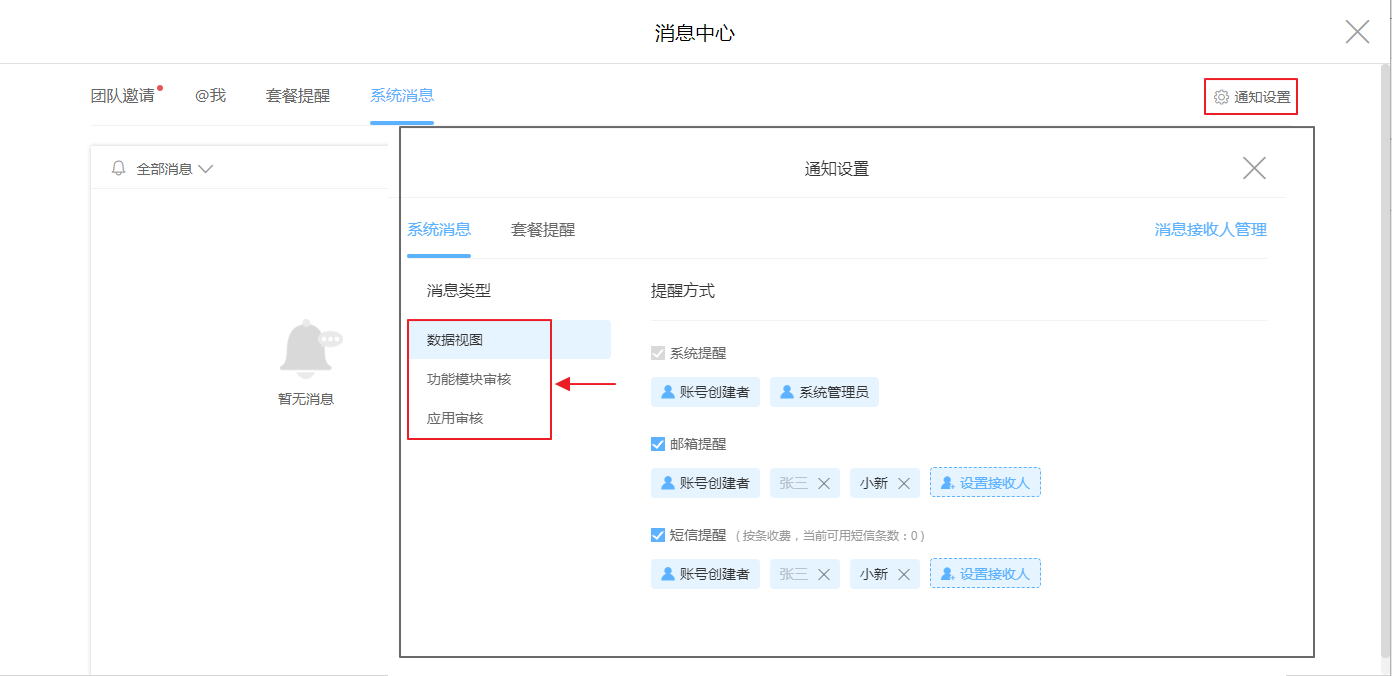 消息中心
团队邀请 @我 套餐提醒 系统消息 通知设置
全部消息
暂无消息
通知设置
系统消息 套餐提醒 消息接收人管理
消息类型 提醒方式
数据视图
功能模块审核
应用审核
系统提醒
账号创建者 系统管理员
邮箱提醒
账号创建者 张三 小新 设置接收人
短信提醒 （按条收费，当前可用短信条数：0）
账号创建者 张三 小新 设置接收人